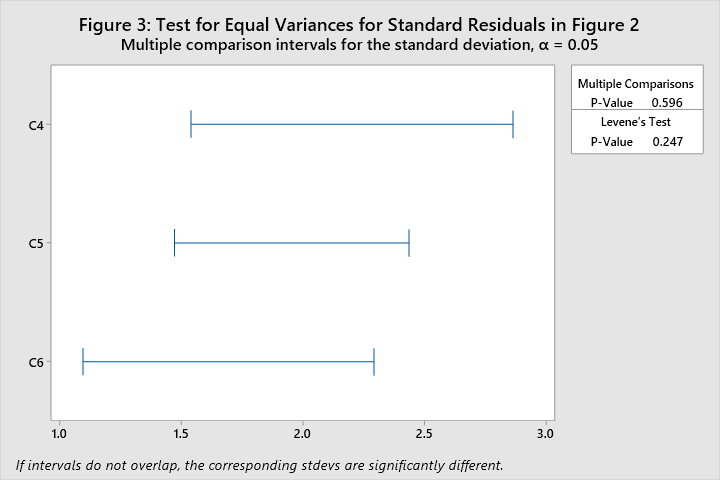 Figure 3: Test for Equal Variances for Standard Residuals in Figure 2
Multiple comparison intervals for the standard deviation, α = 0.05
Multiple Comparisons
P-Value 0.596
Levene's Test
P-Value 0.247
C4
C5
C6
1.0 1.5 2.0 2.5 3.0
If intervals do not overlap, the corresponding stdevs are significantly different.